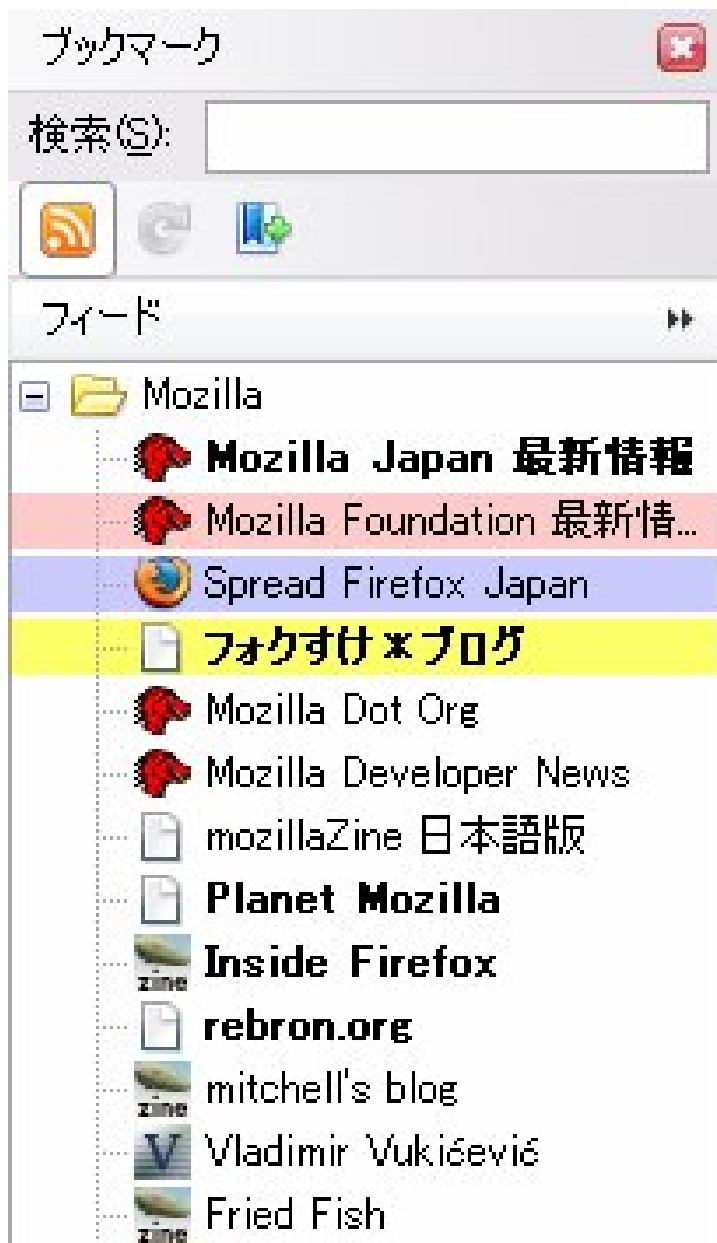 ブックマーク
検索(S):
フィード
Mozilla
Mozilla Japan 最新情報
Mozilla Foundation 最新情...
Spread Firefox Japan
フォクすけ*ブログ
Mozilla Dot Org
Mozilla Developer News
mozillaZine 日本語版
Planet Mozilla
zine Inside Firefox
rebron.org
zine mitchell's blog
V Vladimir Vukićević
zine Fried Fish